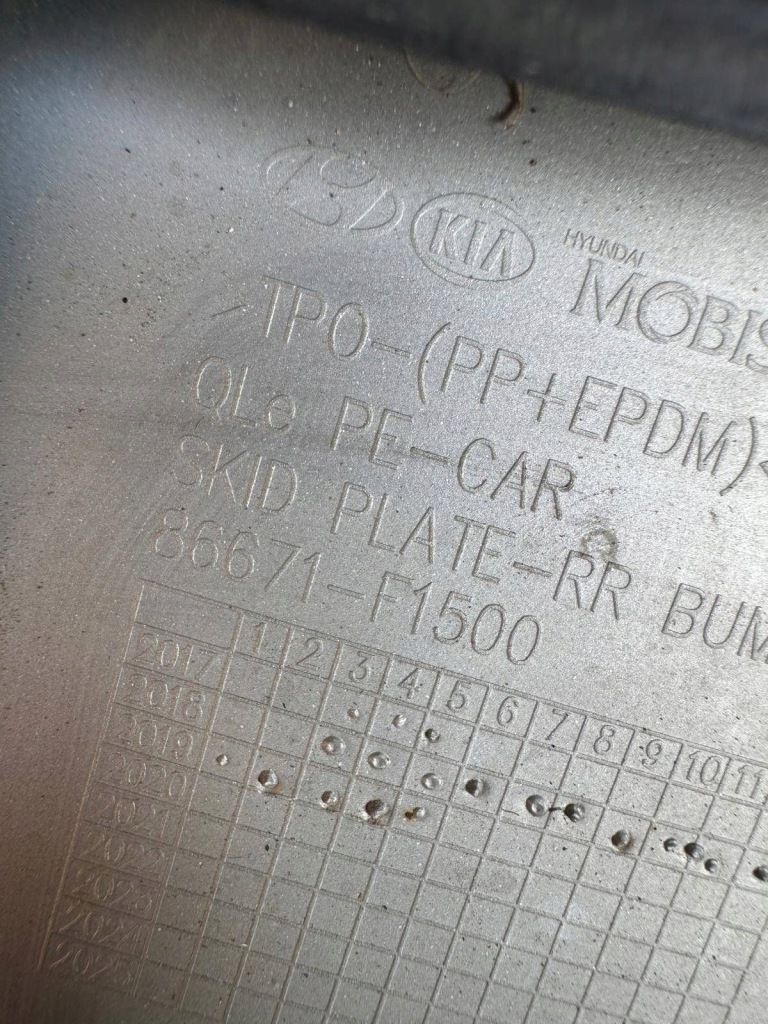 KIA
HYUNDAI
MOBIS
>TPO-(PP+EPDM)<
QLe PE-CAR
SKID PLATE-RR BUM
86671-F1500
1 2 3 4 5 6 7 8 9 10 11
2017
2018
2019
2020
2021
2022
2023
2024
2025